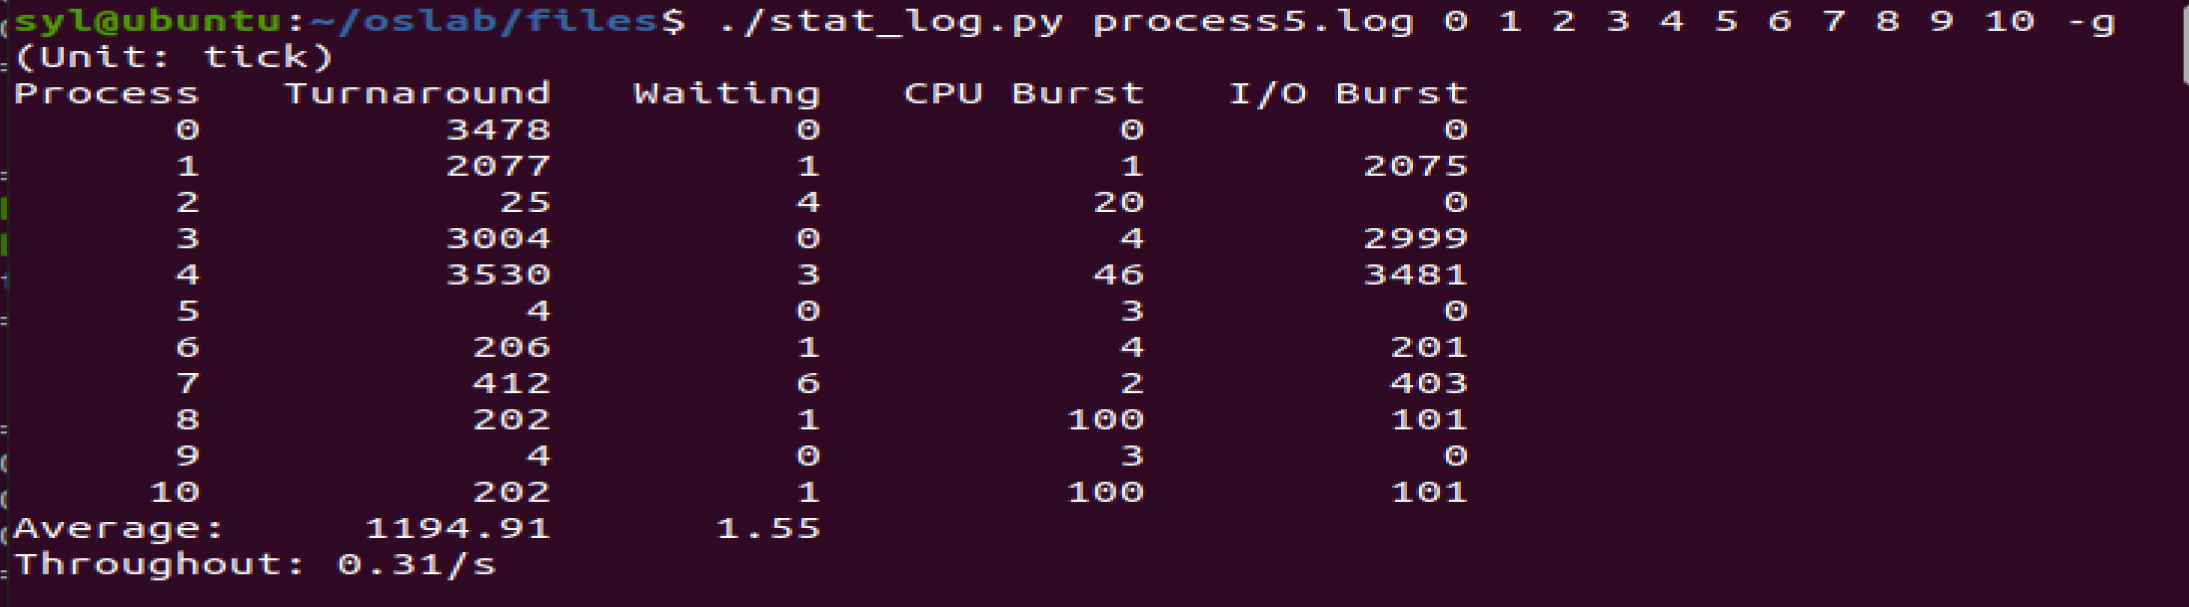 syl@ubuntu:~/oslab/files$ ./stat_log.py process5.log 0 1 2 3 4 5 6 7 8 9 10 -g
(Unit: tick)
Process   Turnaround   Waiting   CPU Burst   I/O Burst
      0         3478         0           0           0
      1         2077         1           1        2075
      2           25         4          20           0
      3         3004         0           4        2999
      4         3530         3          46        3481
      5            4         0           3           0
      6          206         1           4         201
      7          412         6           2         403
      8          202         1         100         101
      9            4         0           3           0
     10          202         1         100         101
Average:     1194.91      1.55
Throughout: 0.31/s